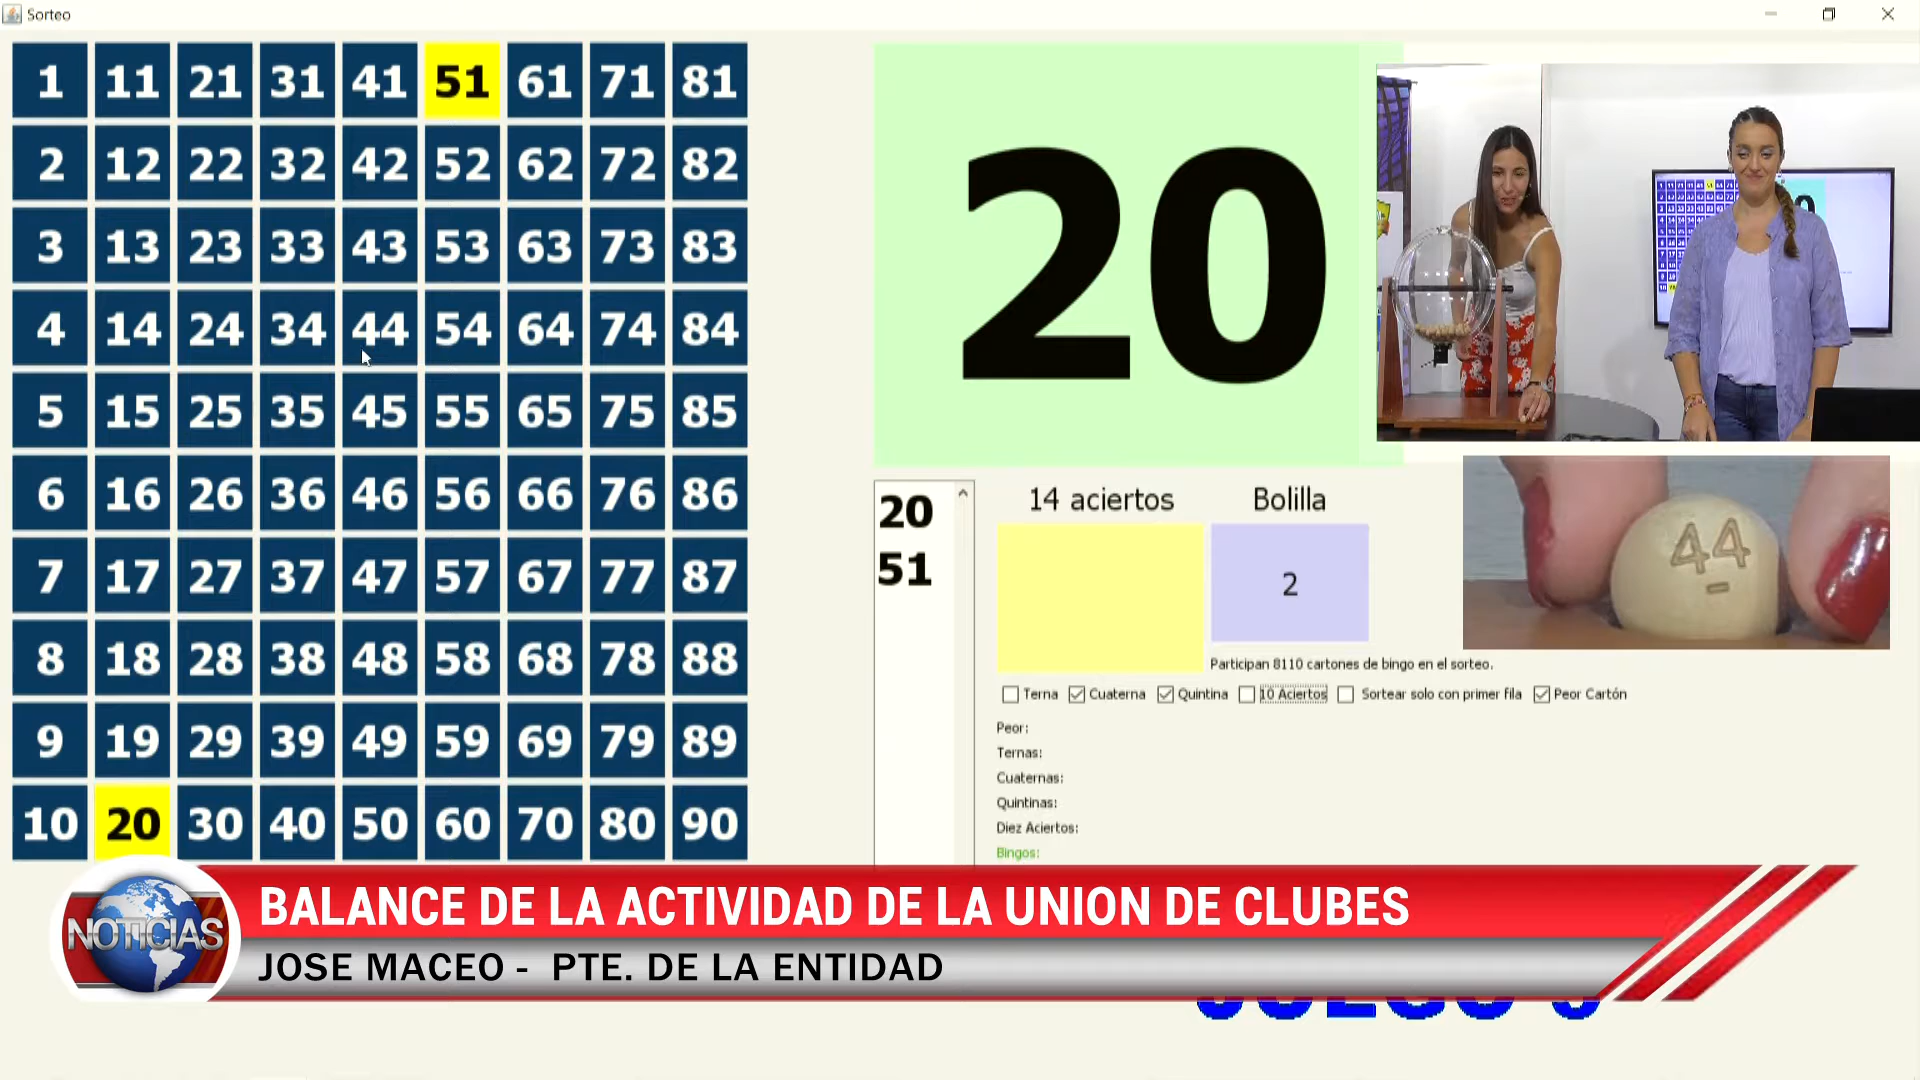 Sorteo
1 11 21 31 41 51 61 71 81
2 12 22 32 42 52 62 72 82
3 13 23 33 43 53 63 73 83
4 14 24 34 44 54 64 74 84
5 15 25 35 45 55 65 75 85
6 16 26 36 46 56 66 76 86
7 17 27 37 47 57 67 77 87
8 18 28 38 48 58 68 78 88
9 19 29 39 49 59 69 79 89
10 20 30 40 50 60 70 80 90
20
20
51
14 aciertos
Bolilla
2
44
Participan 8110 cartones de bingo en el sorteo.
Terna Cuaterna Quintina 10 Aciertos Sortear solo con primer fila Peor Cartón
Peor:
Ternas:
Cuaternas:
Quintinas:
Diez Aciertos:
Bingos:
NOTICIAS
BALANCE DE LA ACTIVIDAD DE LA UNION DE CLUBES
JOSE MACEO - PTE. DE LA ENTIDAD